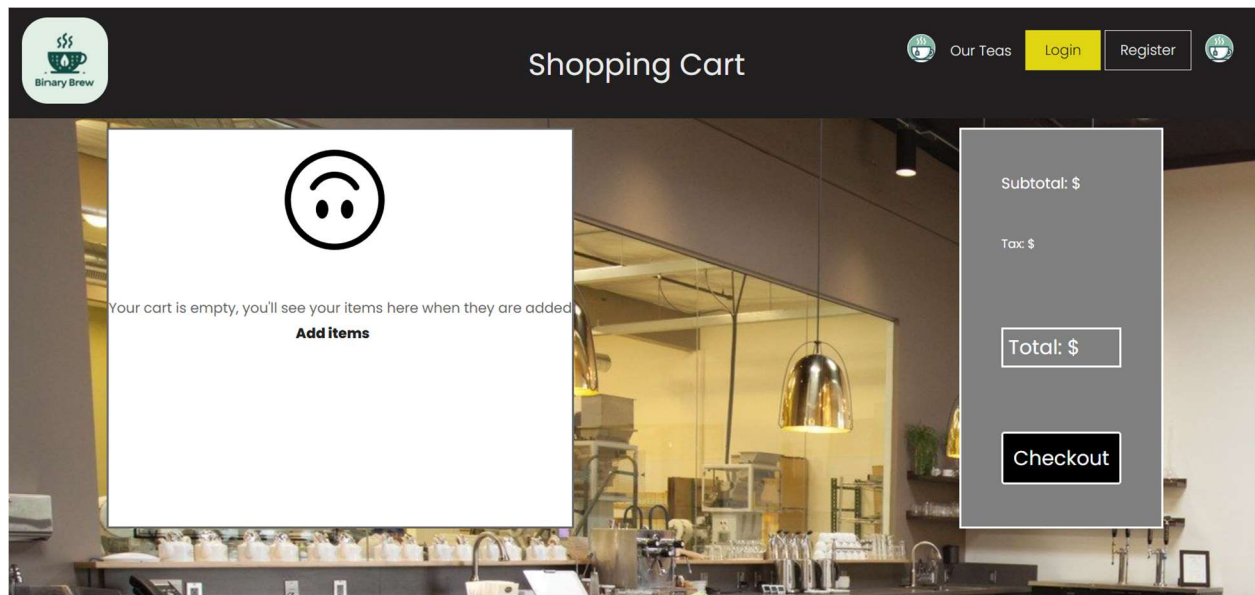 Binary Brew
Shopping Cart
Our Teas
Login
Register
Your cart is empty, you'll see your items here when they are added
Add items
Subtotal: $
Tax: $
Total: $
Checkout